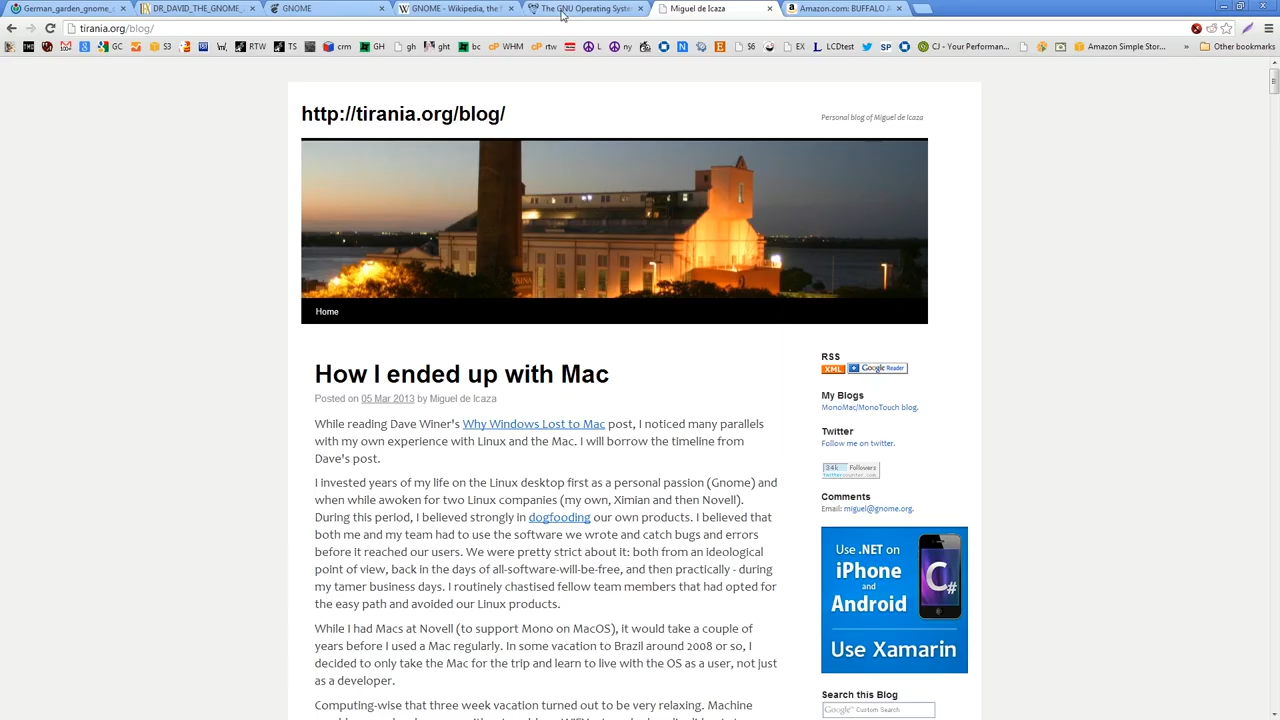 German_garden_gnome_
DR_DAVID_THE_GNOME_
GNOME
GNOME - Wikipedia, the f
The GNU Operating Syste
Miguel de Icaza
Amazon.com: BUFFALO A
tirania.org/blog/
GC
S3
RTW
TS
crm
GH
gh
ght
bc
WHM
rtw
L
ny
$6
LCDtest
SP
CJ - Your Performan...
Amazon Simple Stor...
»
Other bookmarks
http://tirania.org/blog/
Personal blog of Miguel de Icaza
Home
How I ended up with Mac
Posted on 05 Mar 2013 by Miguel de Icaza
While reading Dave Winer's Why Windows Lost to Mac post, I noticed many parallels
with my own experience with Linux and the Mac. I will borrow the timeline from
Dave's post.
I invested years of my life on the Linux desktop first as a personal passion (Gnome) and
when while awoken for two Linux companies (my own, Ximian and then Novell).
During this period, I believed strongly in dogfooding our own products. I believed that
both me and my team had to use the software we wrote and catch bugs and errors
before it reached our users. We were pretty strict about it: both from an ideological
point of view, back in the days of all-software-will-be-free, and then practically - during
my tamer business days. I routinely chastised fellow team members that had opted for
the easy path and avoided our Linux products.
While I had Macs at Novell (to support Mono on MacOS), it would take a couple of
years before I used a Mac regularly. In some vacation to Brazil around 2008 or so, I
decided to only take the Mac for the trip and learn to live with the OS as a user, not just
as a developer.
Computing-wise that three week vacation turned out to be very relaxing. Machine
RSS
XML
Google Reader
My Blogs
MonoMac/MonoTouch blog.
Twitter
Follow me on twitter.
34k Followers
twittercounter.com
Comments
Email: miguel@gnome.org.
Use .NET on
iPhone
and
Android
C#
Use Xamarin
Search this Blog
Google™ Custom Search